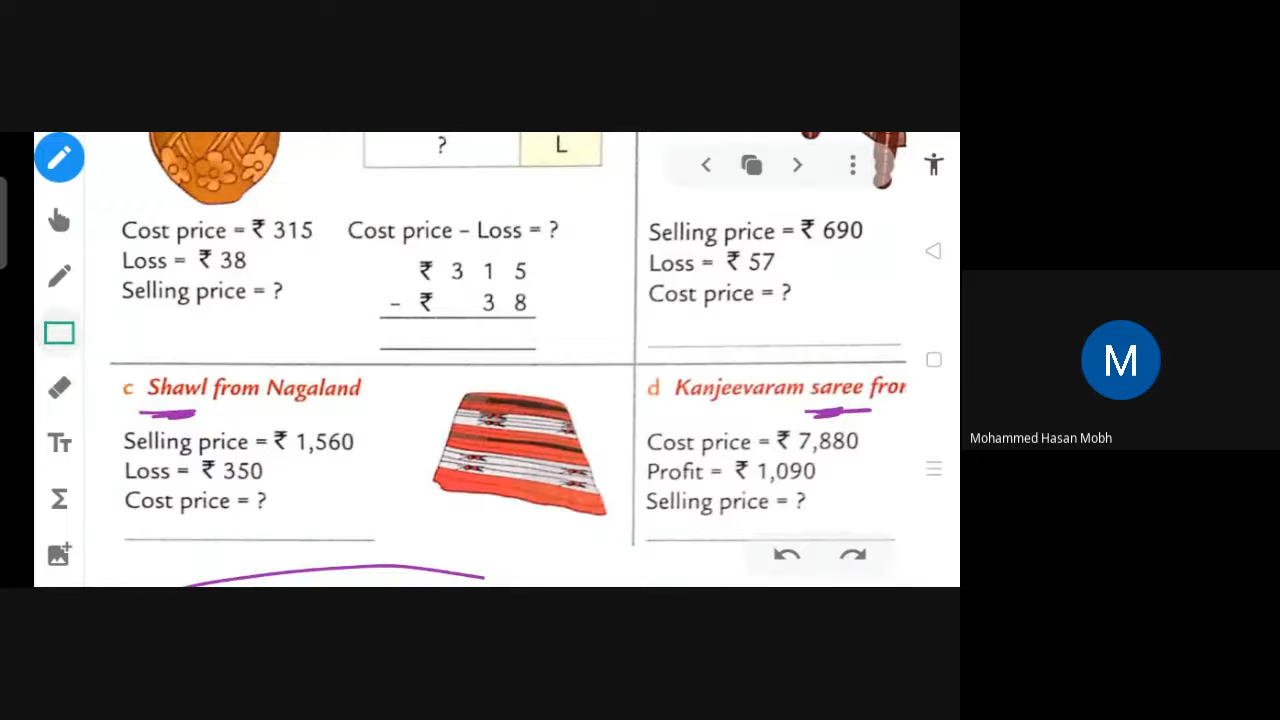 ?
L
Cost price = ₹ 315
Loss = ₹ 38
Selling price = ?
Cost price – Loss = ?
₹ 3 1 5
– ₹ 3 8
Selling price = ₹ 690
Loss = ₹ 57
Cost price = ?
c Shawl from Nagaland
Selling price = ₹ 1,560
Loss = ₹ 350
Cost price = ?
d Kanjeevaram saree from
Cost price = ₹ 7,880
Profit = ₹ 1,090
Selling price = ?
TT
Σ
M
Mohammed Hasan Mobh